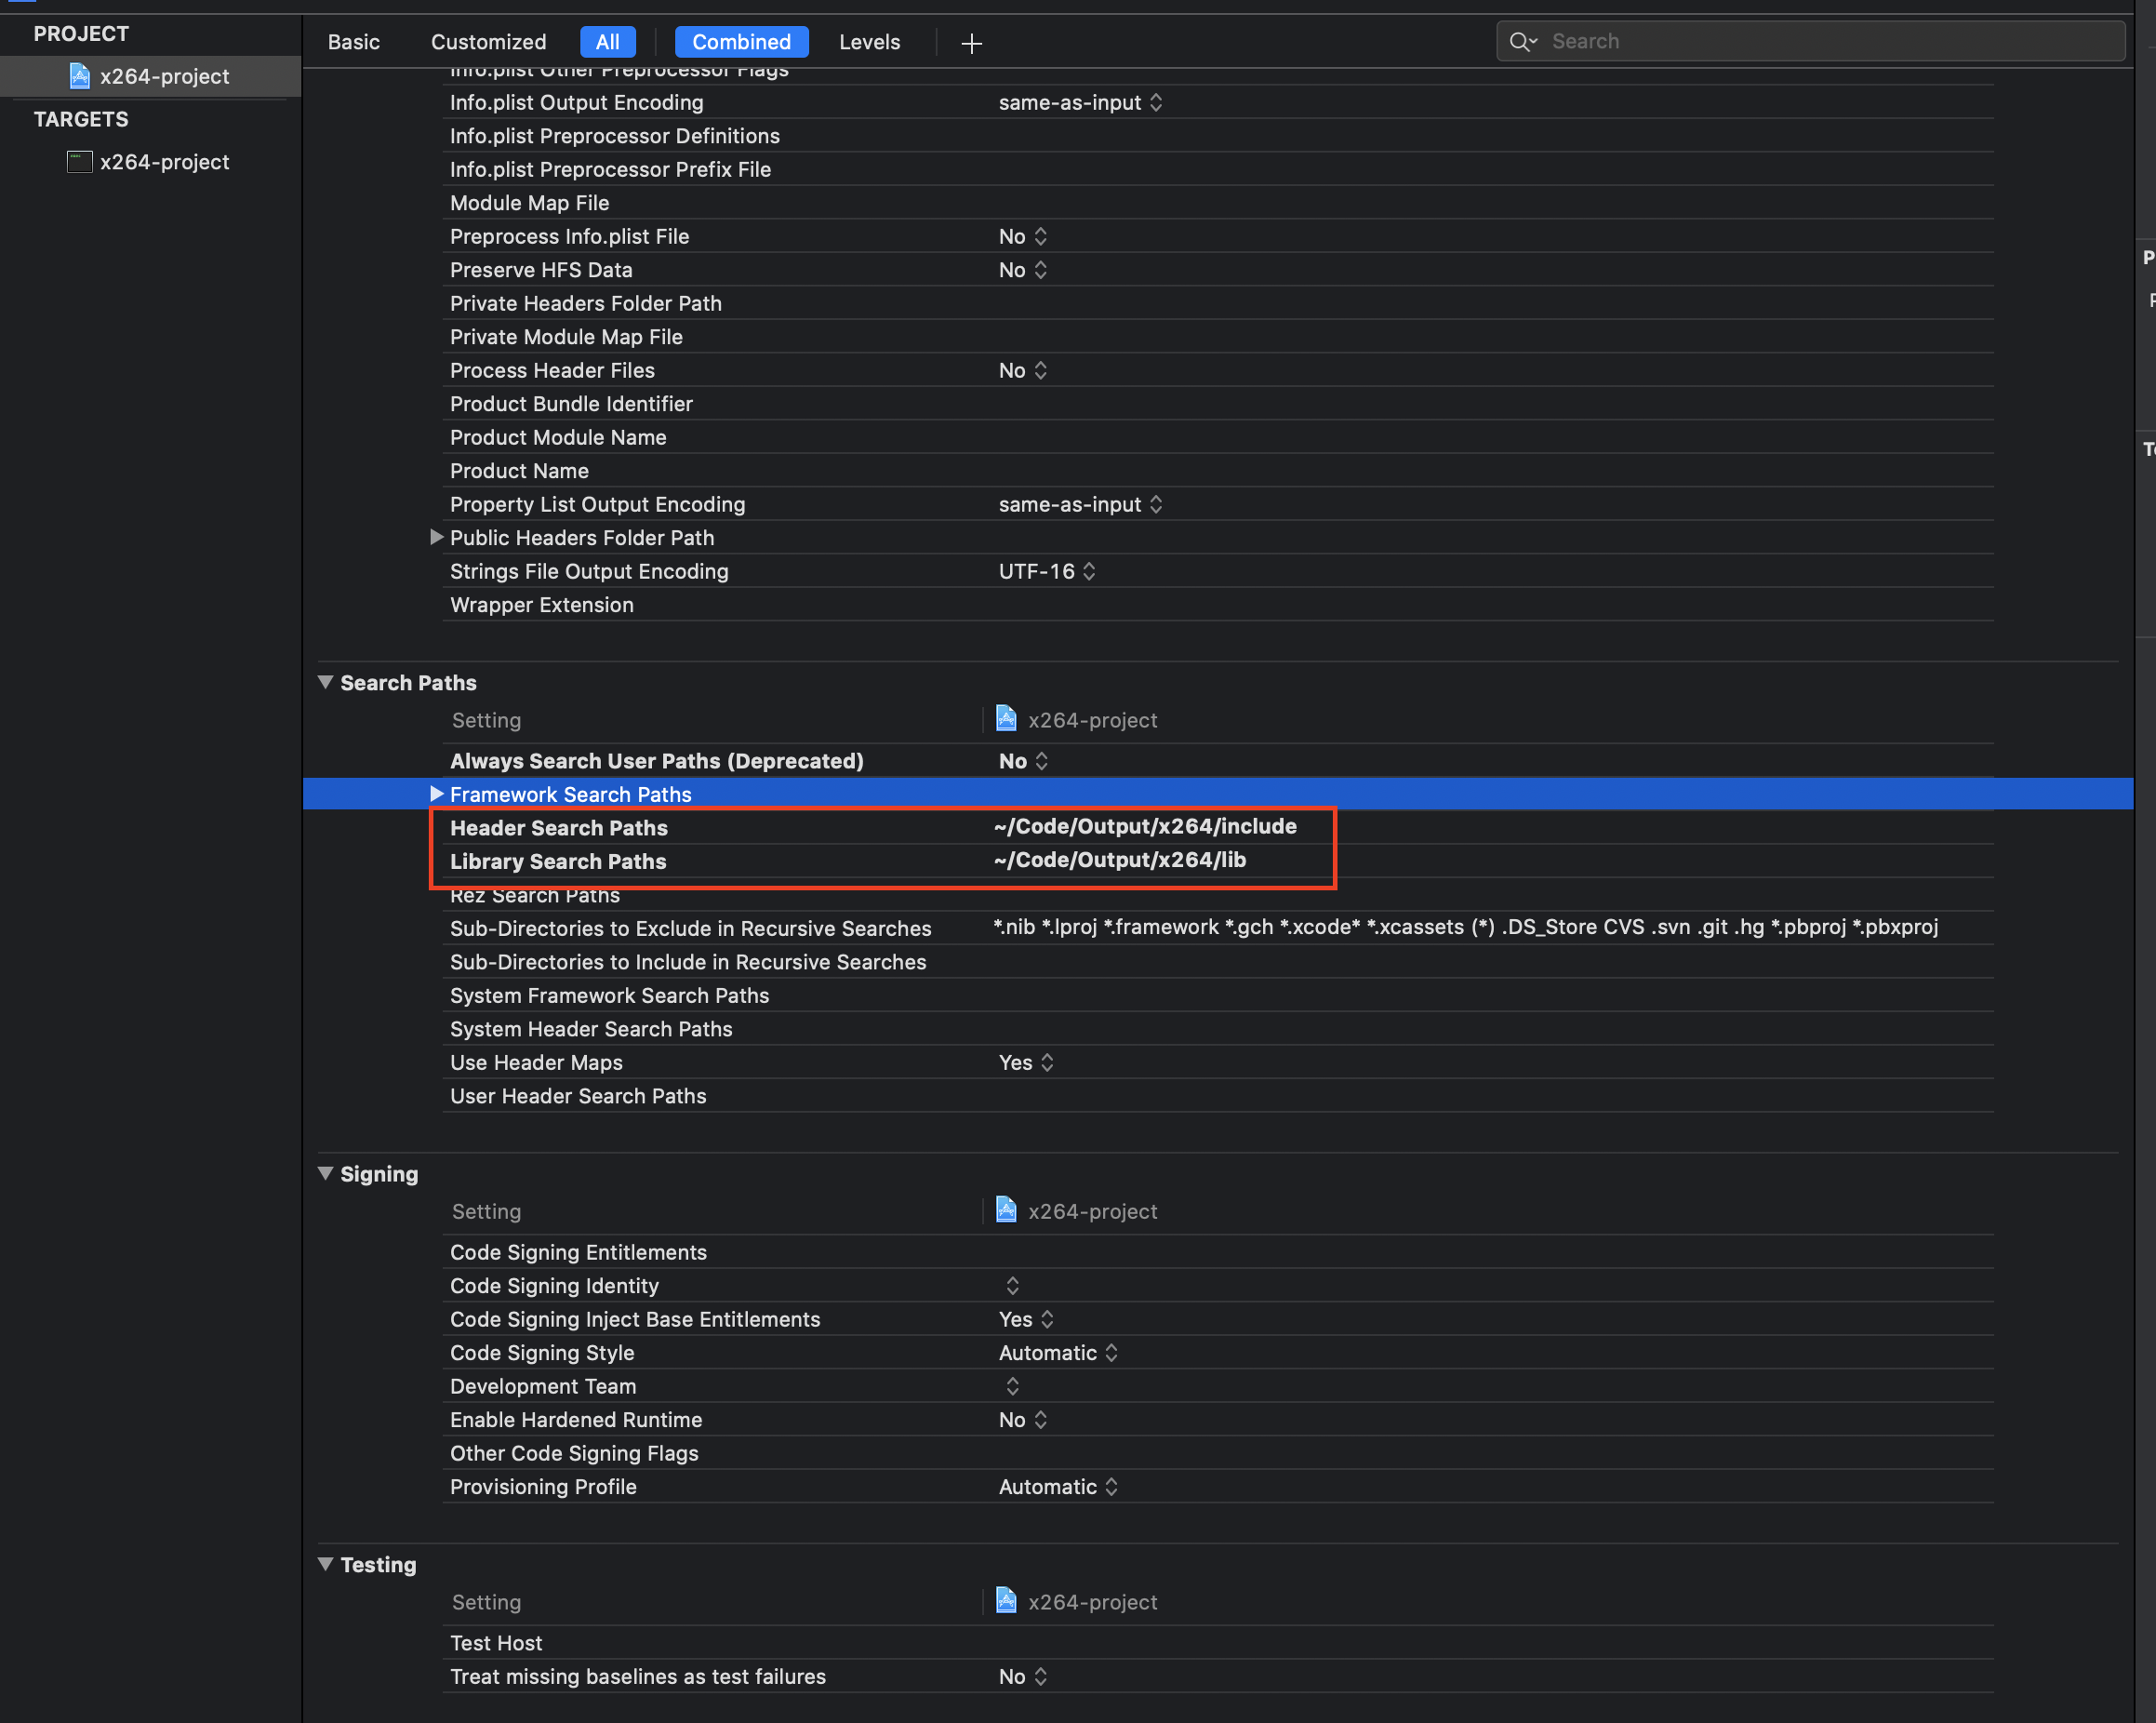 PROJECT
x264-project
TARGETS
x264-project
Basic Customized All Combined Levels + Search
Info.plist Other Preprocessor Flags
Info.plist Output Encoding same-as-input
Info.plist Preprocessor Definitions
Info.plist Preprocessor Prefix File
Module Map File
Preprocess Info.plist File No
Preserve HFS Data No
Private Headers Folder Path
Private Module Map File
Process Header Files No
Product Bundle Identifier
Product Module Name
Product Name
Property List Output Encoding same-as-input
Public Headers Folder Path
Strings File Output Encoding UTF-16
Wrapper Extension
Search Paths
Setting x264-project
Always Search User Paths (Deprecated) No
Framework Search Paths
Header Search Paths ~/Code/Output/x264/include
Library Search Paths ~/Code/Output/x264/lib
Rez Search Paths
Sub-Directories to Exclude in Recursive Searches *.nib *.lproj *.framework *.gch *.xcode* *.xcassets (*) .DS_Store CVS .svn .git .hg *.pbproj *.pbxproj
Sub-Directories to Include in Recursive Searches
System Framework Search Paths
System Header Search Paths
Use Header Maps Yes
User Header Search Paths
Signing
Setting x264-project
Code Signing Entitlements
Code Signing Identity
Code Signing Inject Base Entitlements Yes
Code Signing Style Automatic
Development Team
Enable Hardened Runtime No
Other Code Signing Flags
Provisioning Profile Automatic
Testing
Setting x264-project
Test Host
Treat missing baselines as test failures No